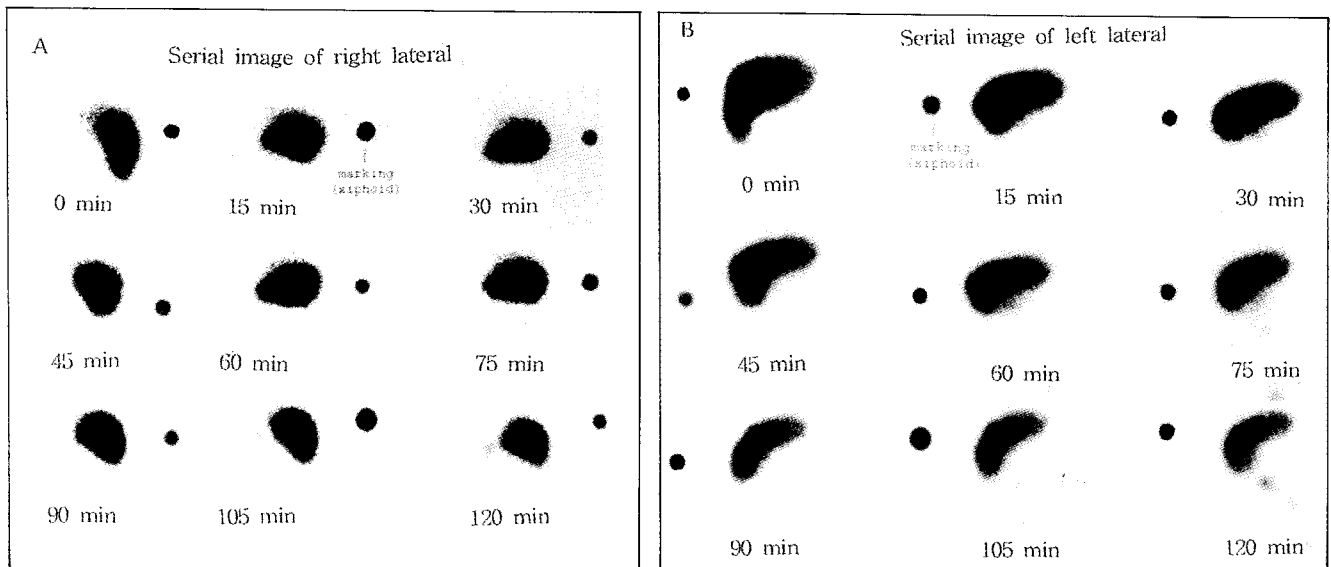 A
Serial image of right lateral
marking
(xiphoid)
0 min
15 min
30 min
45 min
60 min
75 min
90 min
105 min
120 min
B
Serial image of left lateral
marking
(xiphoid)
0 min
15 min
30 min
45 min
60 min
75 min
90 min
105 min
120 min